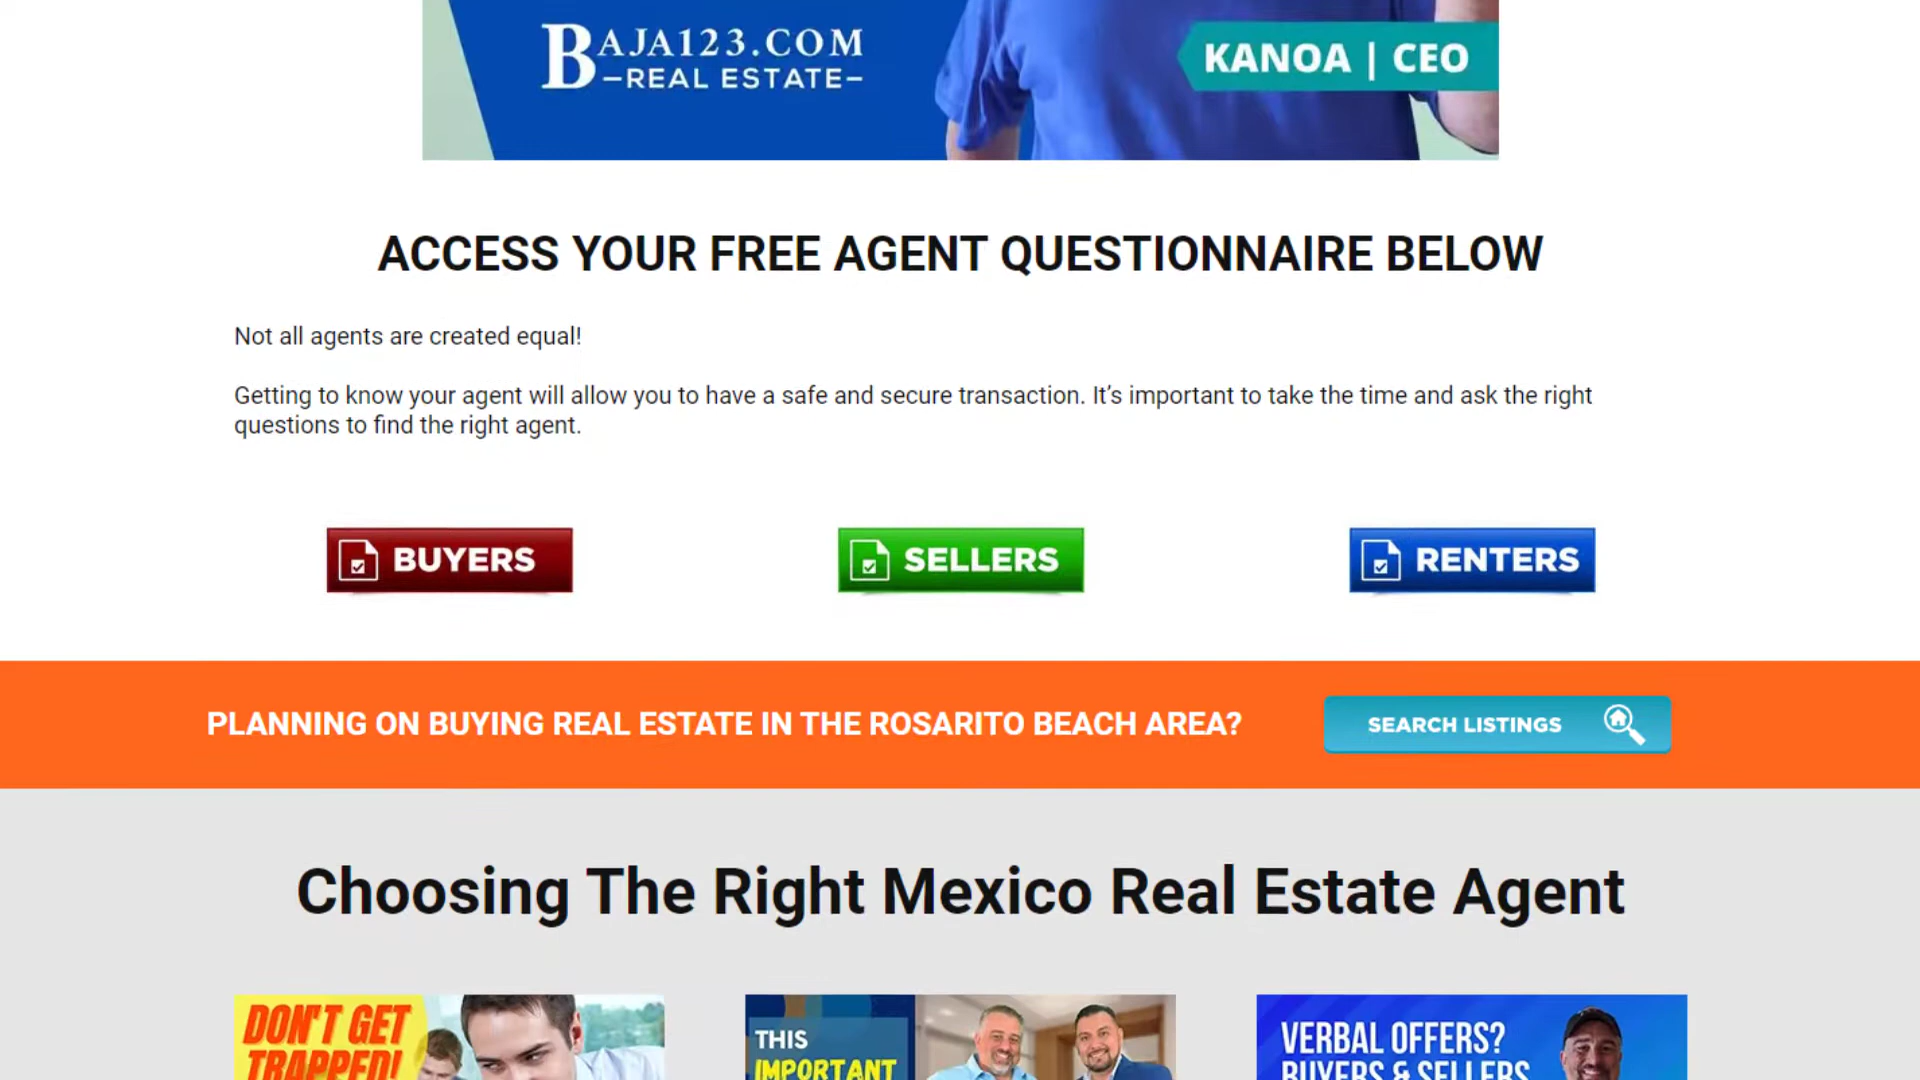 BAJA123.COM
–REAL ESTATE–
KANOA | CEO
ACCESS YOUR FREE AGENT QUESTIONNAIRE BELOW
Not all agents are created equal!
Getting to know your agent will allow you to have a safe and secure transaction. It’s important to take the time and ask the right
questions to find the right agent.
BUYERS
SELLERS
RENTERS
PLANNING ON BUYING REAL ESTATE IN THE ROSARITO BEACH AREA?
SEARCH LISTINGS
Choosing The Right Mexico Real Estate Agent
DON'T GET
TRAPPED!
THIS
IMPORTANT
VERBAL OFFERS?
BUYERS & SELLERS